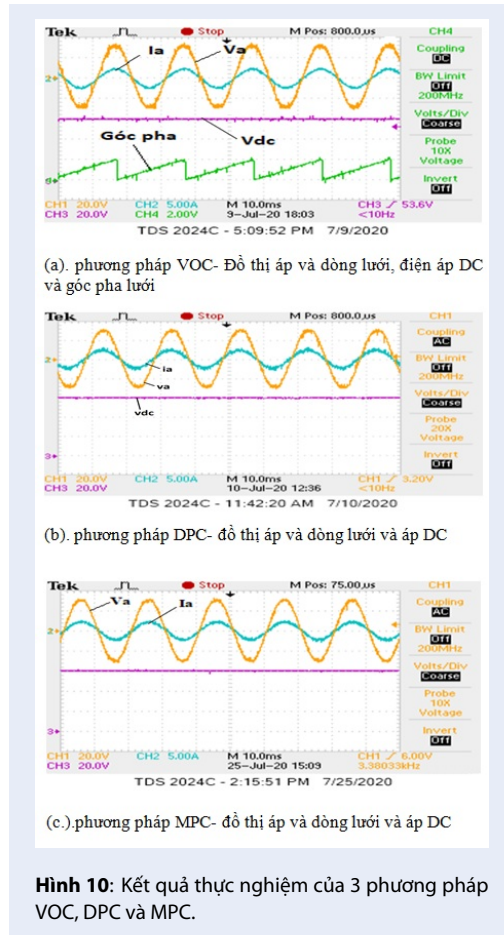 Tek Stop M Pos: 800.0us CH4
Ia Va
Coupling
DC
BW Limit
Off
200MHz
2
Volts/Div
Coarse
Góc pha Vdc
Probe
10X
Voltage
Invert
Off
CH1 20.0V CH2 5.00A M 10.0ms CH3 53.6V
CH3 20.0V CH4 2.00V 9-Jul-20 18:03 <10Hz
TDS 2024C - 5:09:52 PM 7/9/2020
(a). phương pháp VOC- Đồ thị áp và dòng lưới, điện áp DC
và góc pha lưới
Tek Stop M Pos: 800.0us CH1
Coupling
AC
BW Limit
Off
200MHz
2
ia
va
Volts/Div
Coarse
vdc
Probe
20X
Voltage
3
Invert
Off
CH1 20.0V CH2 5.00A M 10.0ms CH1 3.20V
CH3 20.0V 10-Jul-20 12:36 <10Hz
TDS 2024C - 11:42:20 AM 7/10/2020
(b). phương pháp DPC- đồ thị áp và dòng lưới và áp DC
Tek Stop M Pos: 75.00us CH1
Va Ia
Coupling
AC
2
BW Limit
Off
200MHz
Volts/Div
Coarse
Probe
10X
Voltage
3
Invert
Off
CH1 20.0V CH2 5.00A M 10.0ms CH1 6.00V
CH3 20.0V 25-Jul-20 15:09 3.38033kHz
TDS 2024C - 2:15:51 PM 7/25/2020
(c.).phương pháp MPC- đồ thị áp và dòng lưới và áp DC
Hình 10: Kết quả thực nghiệm của 3 phương pháp
VOC, DPC và MPC.